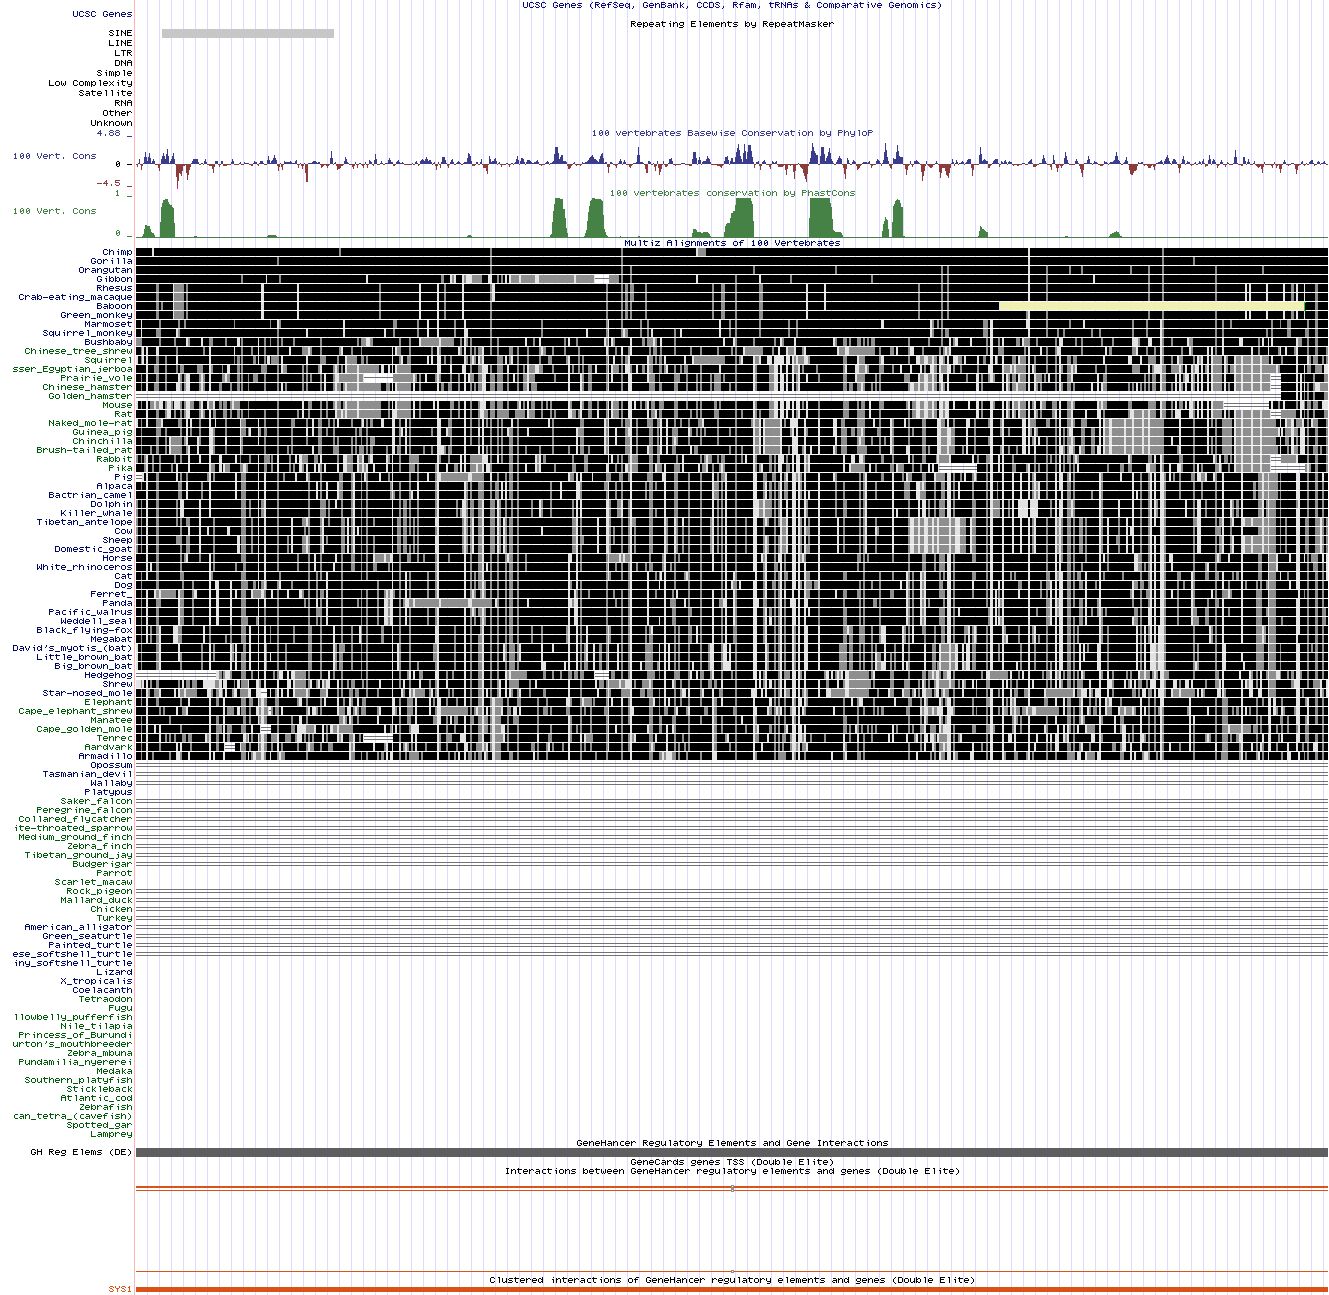 UCSC Genes (RefSeq, GenBank, CCDS, Rfam, tRNAs & Comparative Genomics)
UCSC Genes
Repeating Elements by RepeatMasker
SINE
LINE
LTR
DNA
Simple
Low Complexity
Satellite
RNA
Other
Unknown
4.88 _
100 vertebrates Basewise Conservation by PhyloP
100 Vert. Cons
0 _
-4.5 _
1 _
100 vertebrates conservation by PhastCons
100 Vert. Cons
0 _
Multiz Alignments of 100 Vertebrates
Chimp
Gorilla
Orangutan
Gibbon
Rhesus
Crab-eating_macaque
Baboon
Green_monkey
Marmoset
Squirrel_monkey
Bushbaby
Chinese_tree_shrew
Squirrel
sser_Egyptian_jerboa
Prairie_vole
Chinese_hamster
Golden_hamster
Mouse
Rat
Naked_mole-rat
Guinea_pig
Chinchilla
Brush-tailed_rat
Rabbit
Pika
Pig
Alpaca
Bactrian_camel
Dolphin
Killer_whale
Tibetan_antelope
Cow
Sheep
Domestic_goat
Horse
White_rhinoceros
Cat
Dog
Ferret_
Panda
Pacific_walrus
Weddell_seal
Black_flying-fox
Megabat
David's_myotis_(bat)
Little_brown_bat
Big_brown_bat
Hedgehog
Shrew
Star-nosed_mole
Elephant
Cape_elephant_shrew
Manatee
Cape_golden_mole
Tenrec
Aardvark
Armadillo
Opossum
Tasmanian_devil
Wallaby
Platypus
Saker_falcon
Peregrine_falcon
Collared_flycatcher
ite-throated_sparrow
Medium_ground_finch
Zebra_finch
Tibetan_ground_jay
Budgerigar
Parrot
Scarlet_macaw
Rock_pigeon
Mallard_duck
Chicken
Turkey
American_alligator
Green_seaturtle
Painted_turtle
ese_softshell_turtle
iny_softshell_turtle
Lizard
X_tropicalis
Coelacanth
Tetraodon
Fugu
llowbelly_pufferfish
Nile_tilapia
Princess_of_Burundi
urton's_mouthbreeder
Zebra_mbuna
Pundamilia_nyererei
Medaka
Southern_platyfish
Stickleback
Atlantic_cod
Zebrafish
can_tetra_(cavefish)
Spotted_gar
Lamprey
GeneHancer Regulatory Elements and Gene Interactions
GH Reg Elems (DE)
GeneCards genes TSS (Double Elite)
Interactions between GeneHancer regulatory elements and genes (Double Elite)
Clustered interactions of GeneHancer regulatory elements and genes (Double Elite)
SYS1